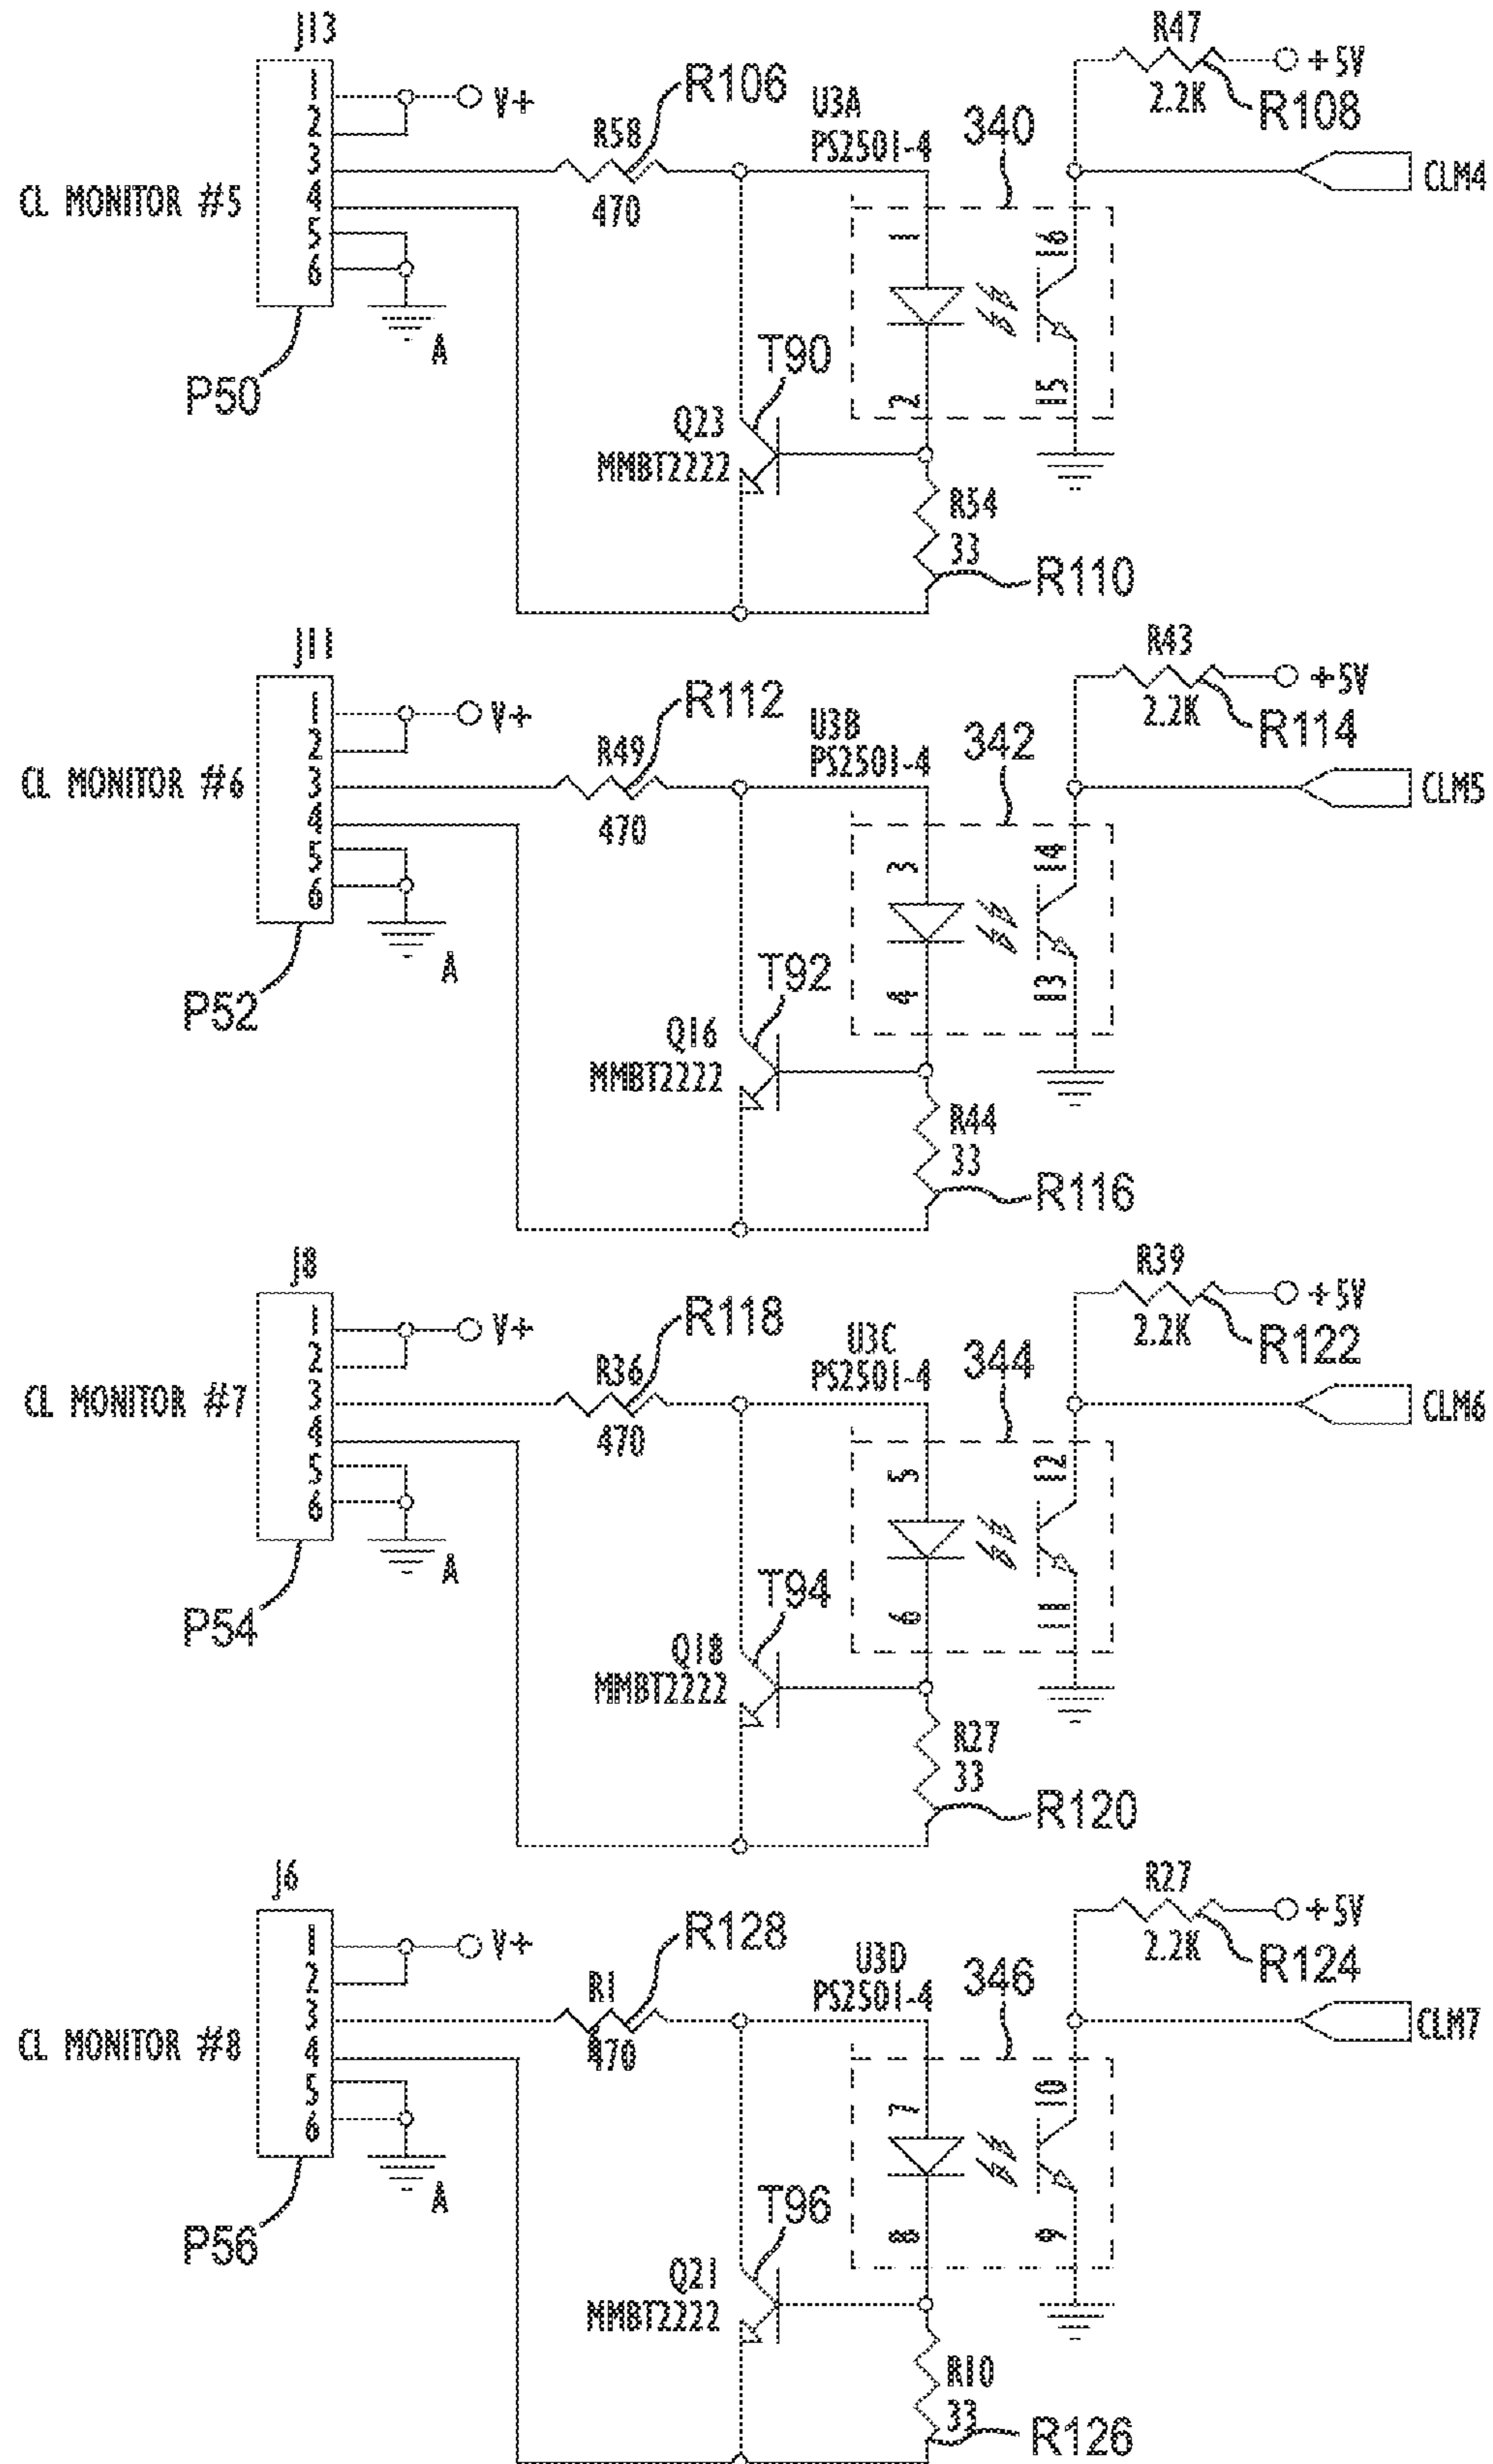 J13
R47
+5V
2.2K
R108
R106
R58
470
U3A
PS2501-4
340
1
2
3
4
5
6
V+
CL MONITOR #5
CLM4
1
16
A
P50
T90
Q23
MMBT2222
2
15
R54
33
R110
J11
R43
+5V
2.2K
R114
R112
R49
470
U3B
PS2501-4
342
1
2
3
4
5
6
V+
CL MONITOR #6
CLM5
3
14
A
P52
T92
Q16
MMBT2222
4
13
R44
33
R116
J8
R39
+5V
2.2K
R122
R118
R36
470
U3C
PS2501-4
344
1
2
3
4
5
6
V+
CL MONITOR #7
CLM6
5
12
A
P54
T94
Q18
MMBT2222
6
11
R27
33
R120
J6
R27
+5V
2.2K
R124
R128
R1
470
U3D
PS2501-4
346
1
2
3
4
5
6
V+
CL MONITOR #8
CLM7
7
10
A
P56
T96
Q21
MMBT2222
8
9
R10
33
R126